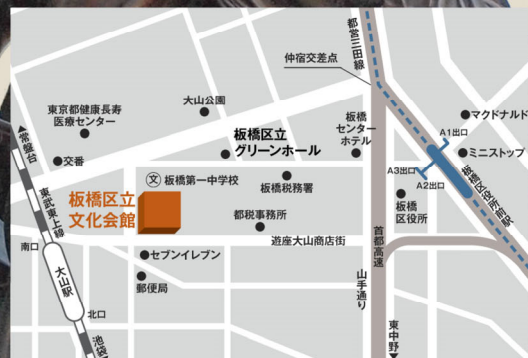 都営三田線
仲宿交差点
マクドナルド
大山公園
東京都健康長寿
医療センター
板橋
センター
ホテル
A1出口
板橋区立
グリーンホール
ミニストップ
▲常盤台
交番
文 板橋第一中学校
板橋税務署
A3出口
A2出口
板橋区役所前駅
東武東上線
板橋区立
文化会館
板橋
区役所
都税事務所
南口
遊座大山商店街
首都高速
セブンイレブン
大山駅
郵便局
山手通り
北口
東中野▼
池袋